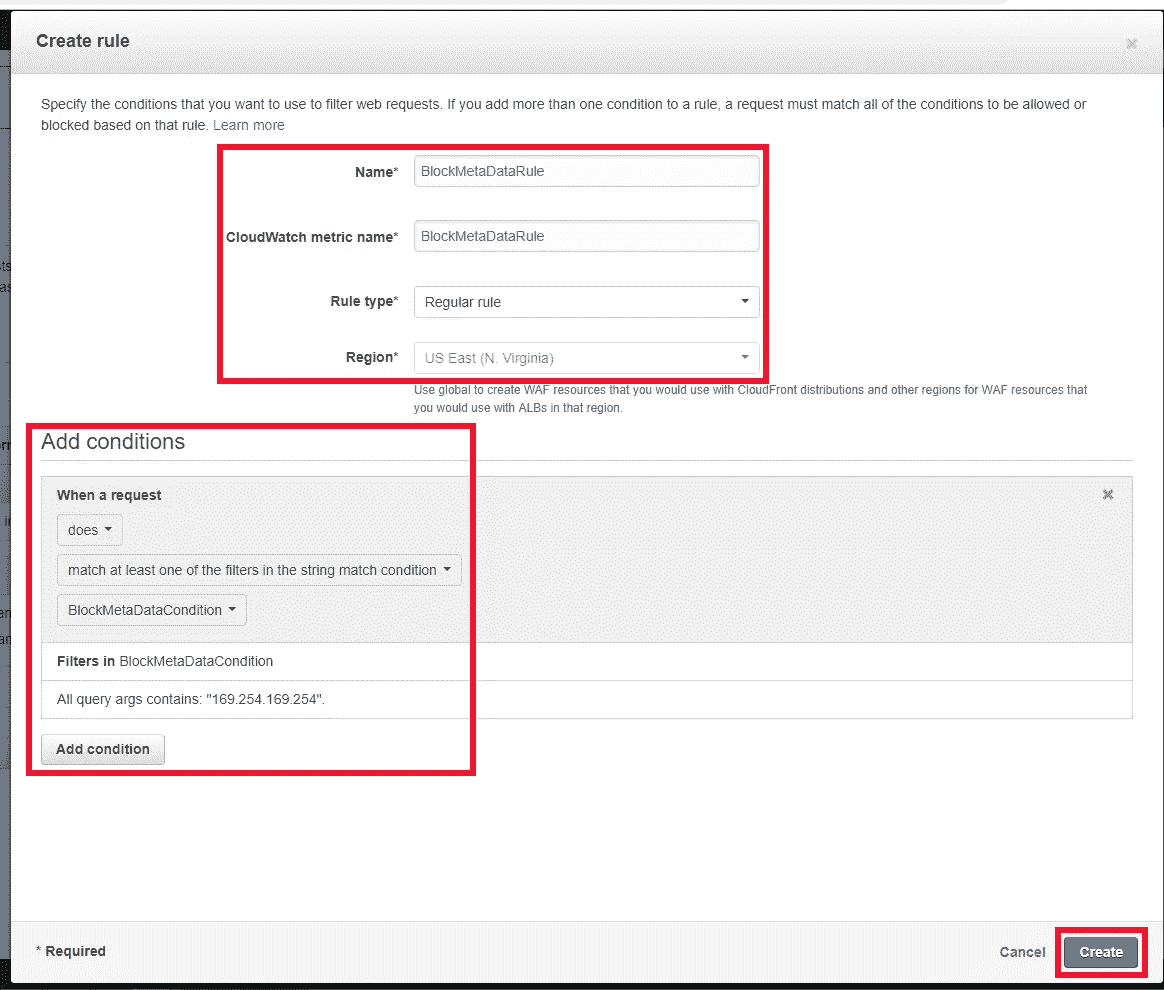 Create rule
Specify the conditions that you want to use to filter web requests. If you add more than one condition to a rule, a request must match all of the conditions to be allowed or
blocked based on that rule. Learn more
Name* BlockMetaDataRule
CloudWatch metric name* BlockMetaDataRule
Rule type* Regular rule
Region* US East (N. Virginia)
Use global to create WAF resources that you would use with CloudFront distributions and other regions for WAF resources that
you would use with ALBs in that region.
Add conditions
When a request
does
match at least one of the filters in the string match condition
BlockMetaDataCondition
Filters in BlockMetaDataCondition
All query args contains: "169.254.169.254".
Add condition
* Required
Cancel Create